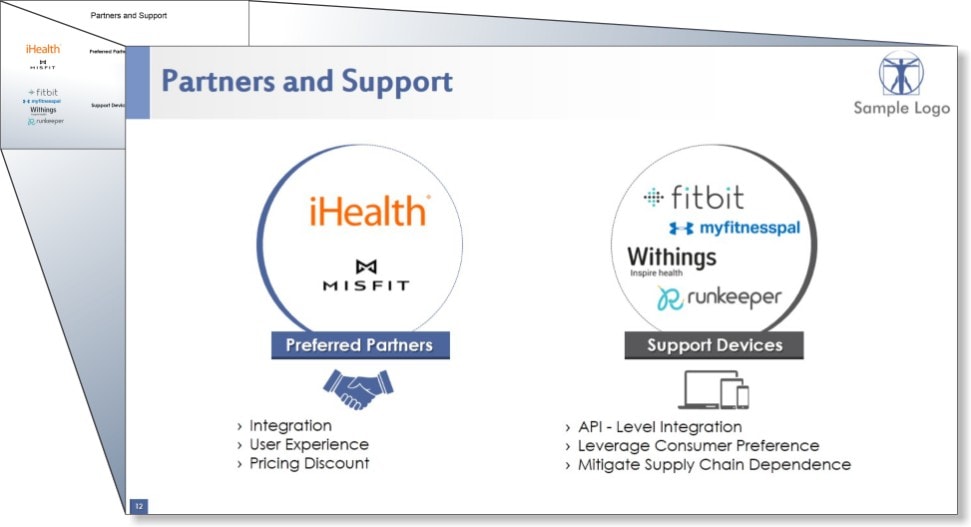 Partners and Support
iHealth
Preferred Partn
MISFIT
fitbit
myfitnesspal
Withings
Support Devic
runkeeper
Partners and Support
Sample Logo
iHealth
MISFIT
Preferred Partners
› Integration
› User Experience
› Pricing Discount
fitbit
myfitnesspal
Withings
Inspire health
runkeeper
Support Devices
› API - Level Integration
› Leverage Consumer Preference
› Mitigate Supply Chain Dependence
12